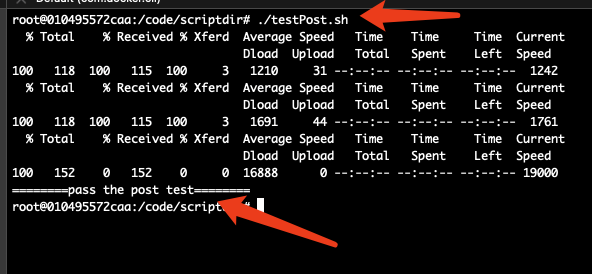 root@010495572caa:/code/scriptdir# ./testPost.sh
% Total % Received % Xferd Average Speed Time Time Time Current
Dload Upload Total Spent Left Speed
100 118 100 115 100 3 1210 31 --:--:-- --:--:-- --:--:-- 1242
% Total % Received % Xferd Average Speed Time Time Time Current
Dload Upload Total Spent Left Speed
100 118 100 115 100 3 1691 44 --:--:-- --:--:-- --:--:-- 1761
% Total % Received % Xferd Average Speed Time Time Time Current
Dload Upload Total Spent Left Speed
100 152 0 152 0 0 16888 0 --:--:-- --:--:-- --:--:-- 19000
=========pass the post test=========
root@010495572caa:/code/script